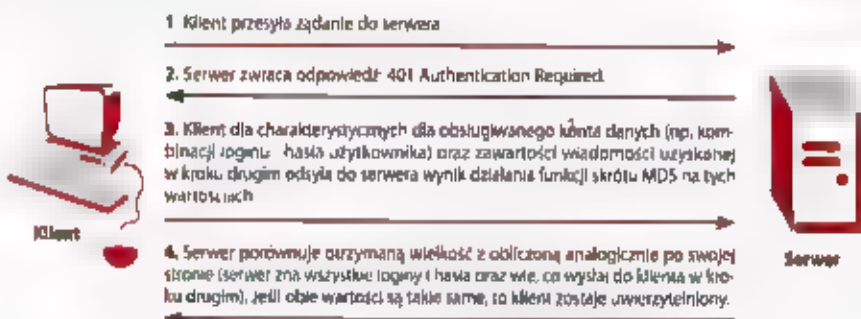 1. Klient przesyła żądanie do serwera
2. Serwer zwraca odpowiedź 401 Authentication Required.
3. Klient dla charakterystycznych dla obsługiwanego konta danych (np. kom-
binacji loginu i hasła użytkownika) oraz zawartości wiadomości uzyskanej
w kroku drugim odsyła do serwera wynik działania funkcji skrótu MD5 na tych
wartościach
Klient
Serwer
4. Serwer porównuje otrzymaną wielkość z obliczoną analogicznie po swojej
stronie (serwer zna wszystkie loginy i hasła oraz wie, co wysłał do klienta w kro-
ku drugim). Jeśli obie wartości są takie same, to klient zostaje uwierzytelniony.